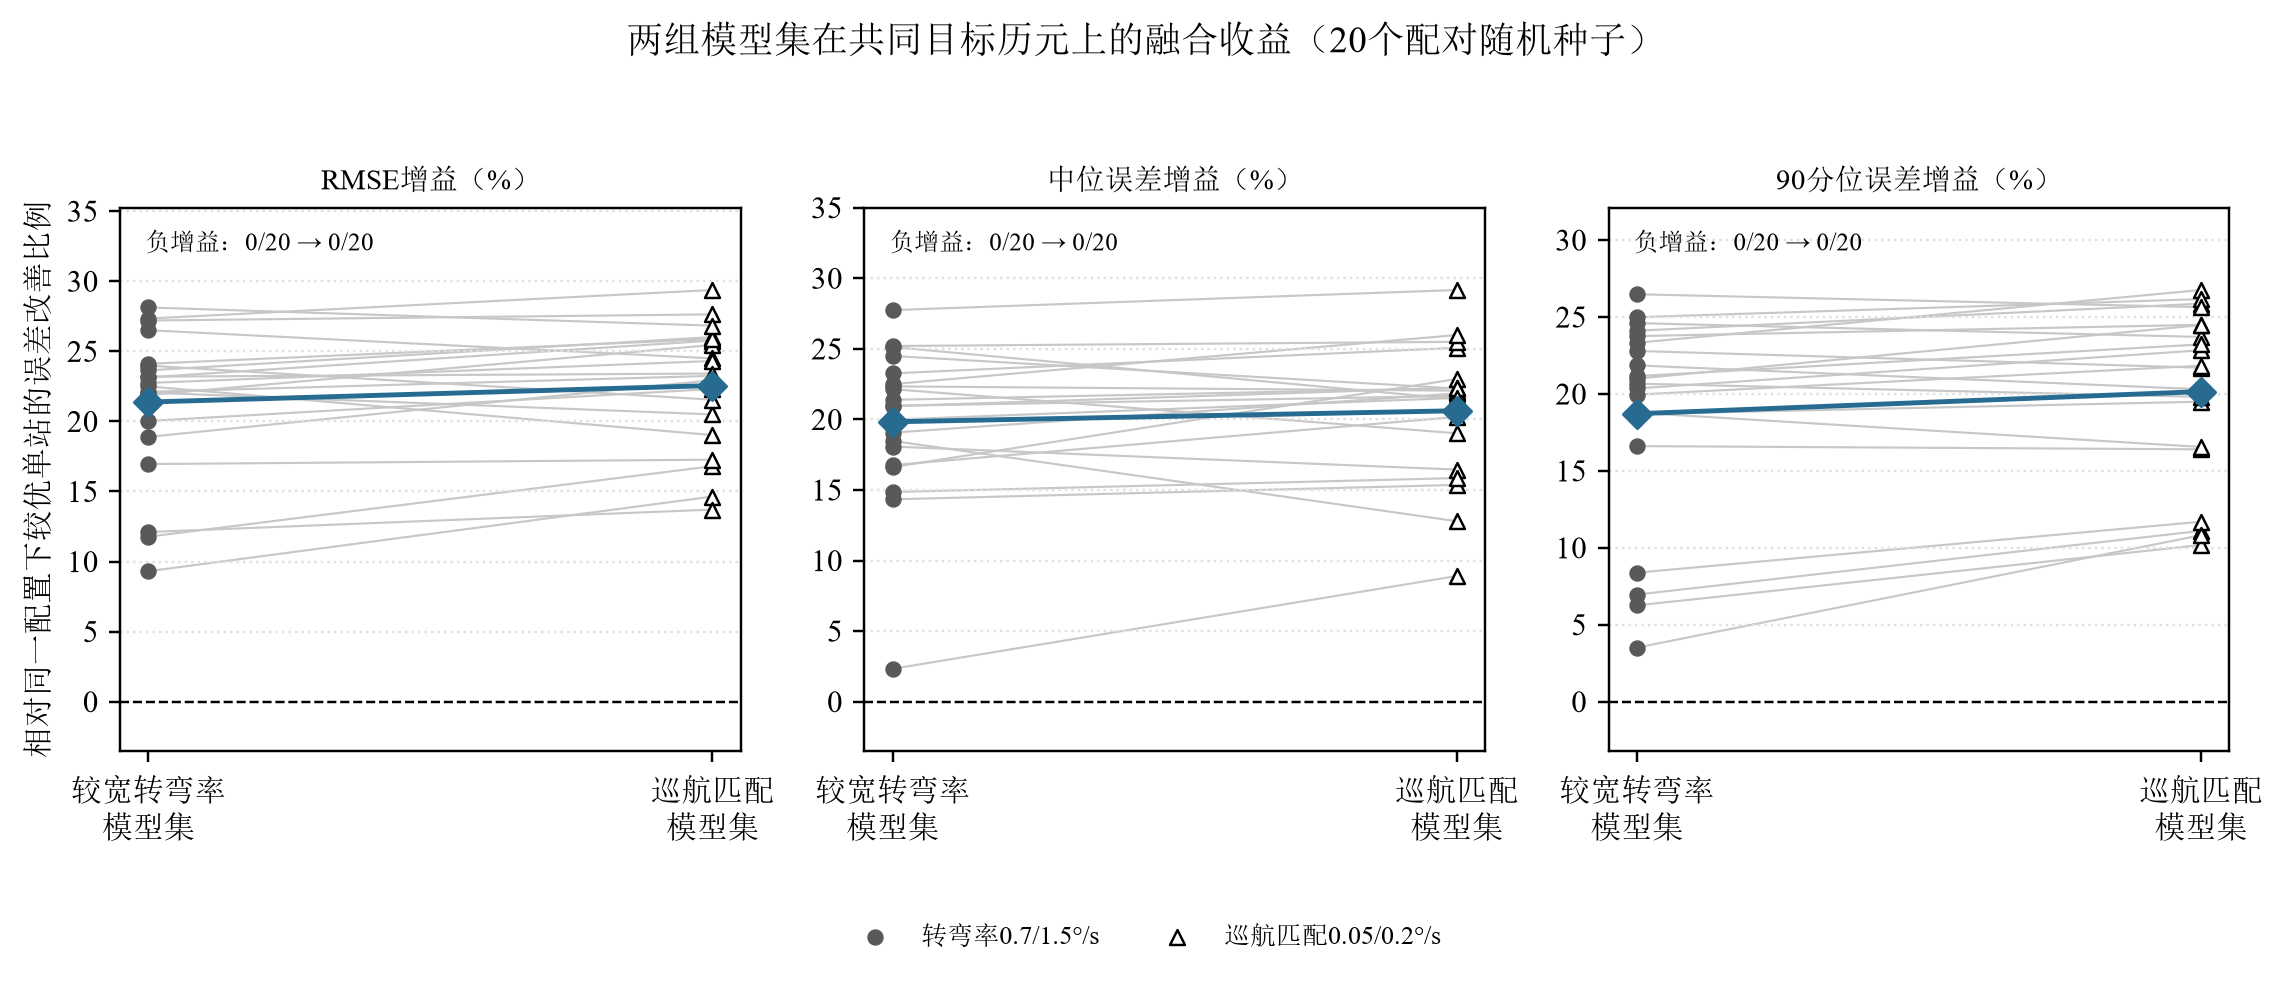 两组模型集在共同目标历元上的融合收益（20个配对随机种子）
相对同一配置下较优单站的误差改善比例
RMSE增益（%）
负增益：0/20 → 0/20
35
30
25
20
15
10
5
0
较宽转弯率
模型集
巡航匹配
模型集
中位误差增益（%）
负增益：0/20 → 0/20
35
30
25
20
15
10
5
0
较宽转弯率
模型集
巡航匹配
模型集
90分位误差增益（%）
负增益：0/20 → 0/20
30
25
20
15
10
5
0
较宽转弯率
模型集
巡航匹配
模型集
转弯率0.7/1.5°/s
巡航匹配0.05/0.2°/s